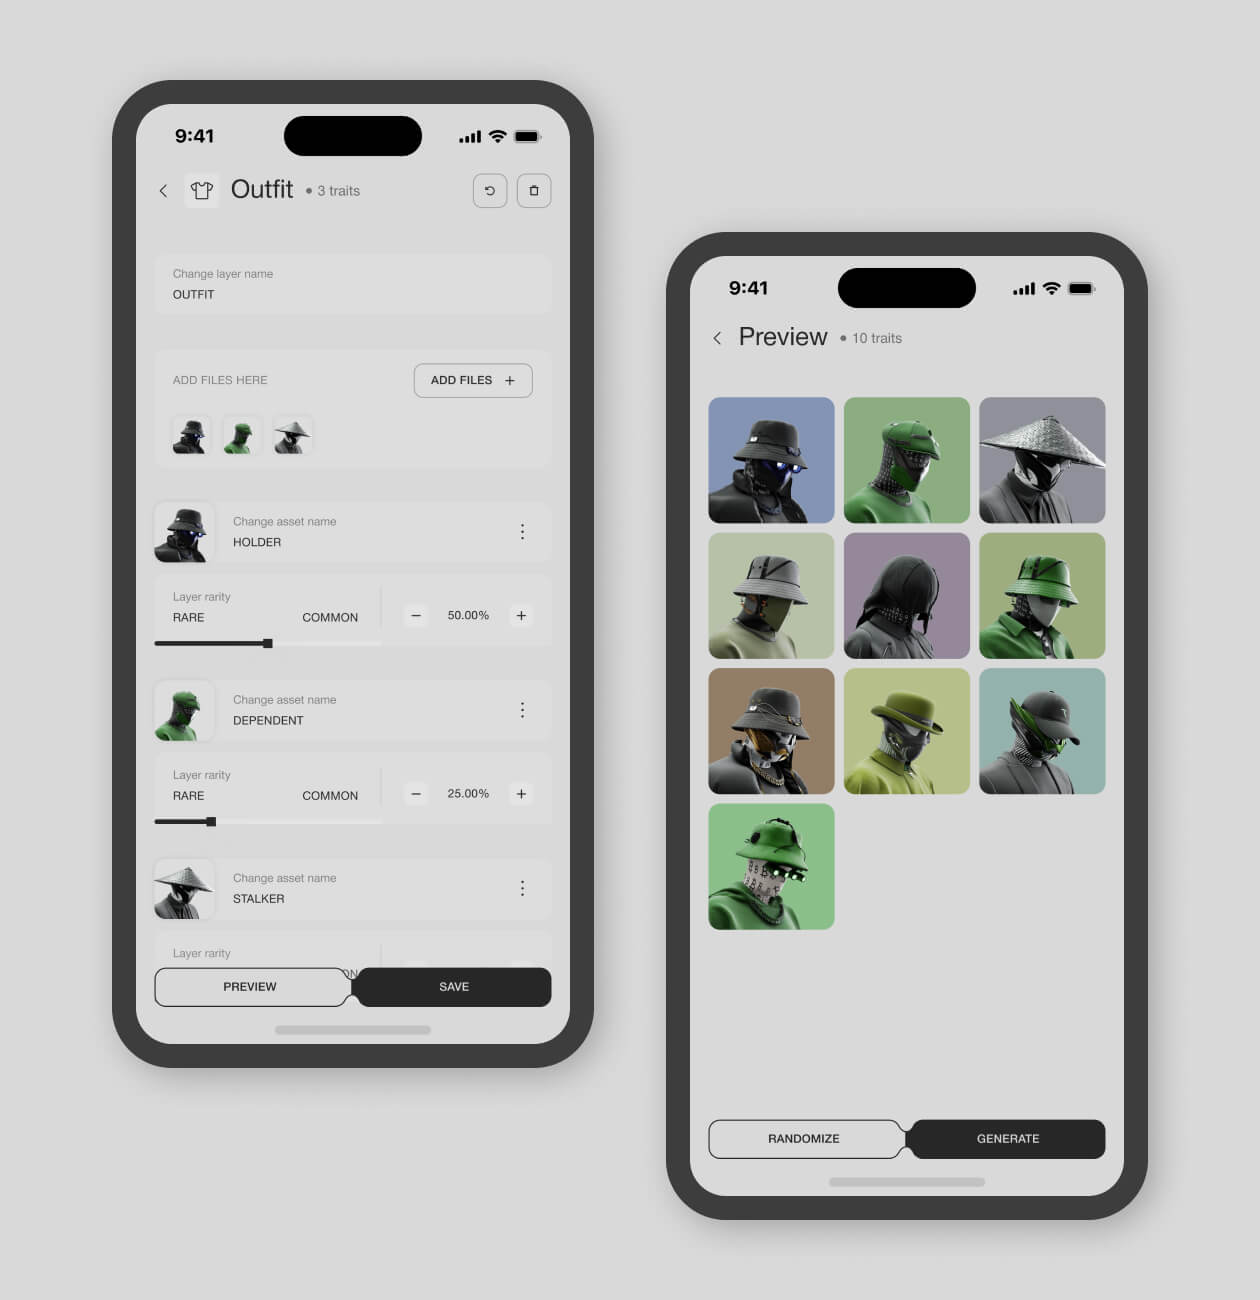 9:41
Outfit • 3 traits
Change layer name
OUTFIT
ADD FILES HERE
ADD FILES +
Change asset name
HOLDER
Layer rarity
RARE COMMON − 50.00% +
Change asset name
DEPENDENT
Layer rarity
RARE COMMON − 25.00% +
Change asset name
STALKER
Layer rarity
PREVIEW SAVE
9:41
Preview • 10 traits
RANDOMIZE GENERATE